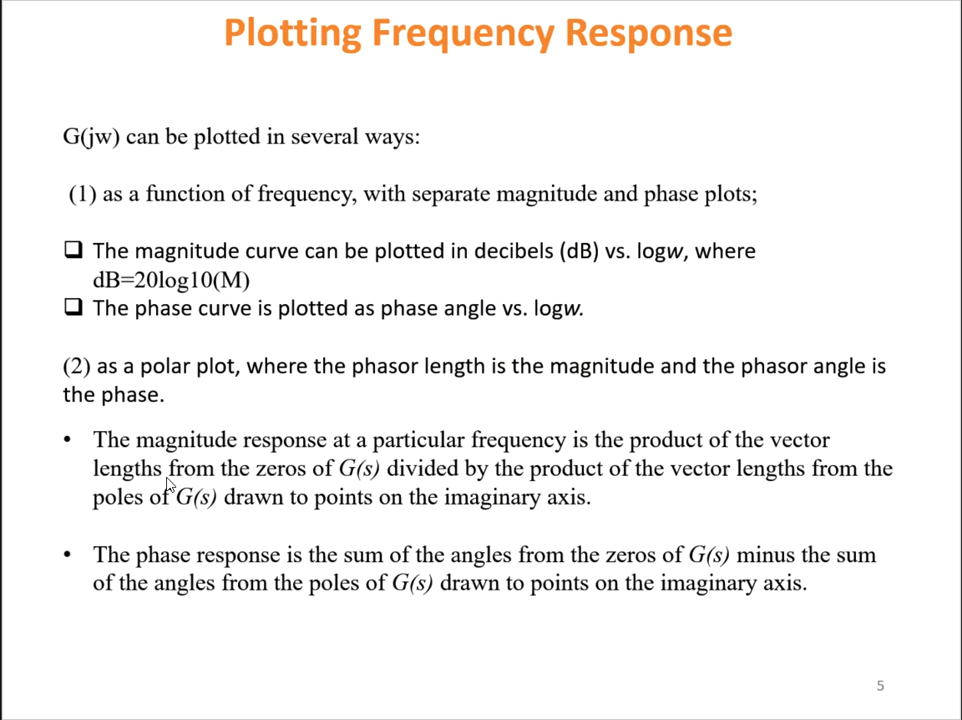 Plotting Frequency Response
G(jw) can be plotted in several ways:
(1) as a function of frequency, with separate magnitude and phase plots;
❑ The magnitude curve can be plotted in decibels (dB) vs. logw, where
dB=20log10(M)
❑ The phase curve is plotted as phase angle vs. logw.
(2) as a polar plot, where the phasor length is the magnitude and the phasor angle is
the phase.
• The magnitude response at a particular frequency is the product of the vector
lengths from the zeros of G(s) divided by the product of the vector lengths from the
poles of G(s) drawn to points on the imaginary axis.
• The phase response is the sum of the angles from the zeros of G(s) minus the sum
of the angles from the poles of G(s) drawn to points on the imaginary axis.
5